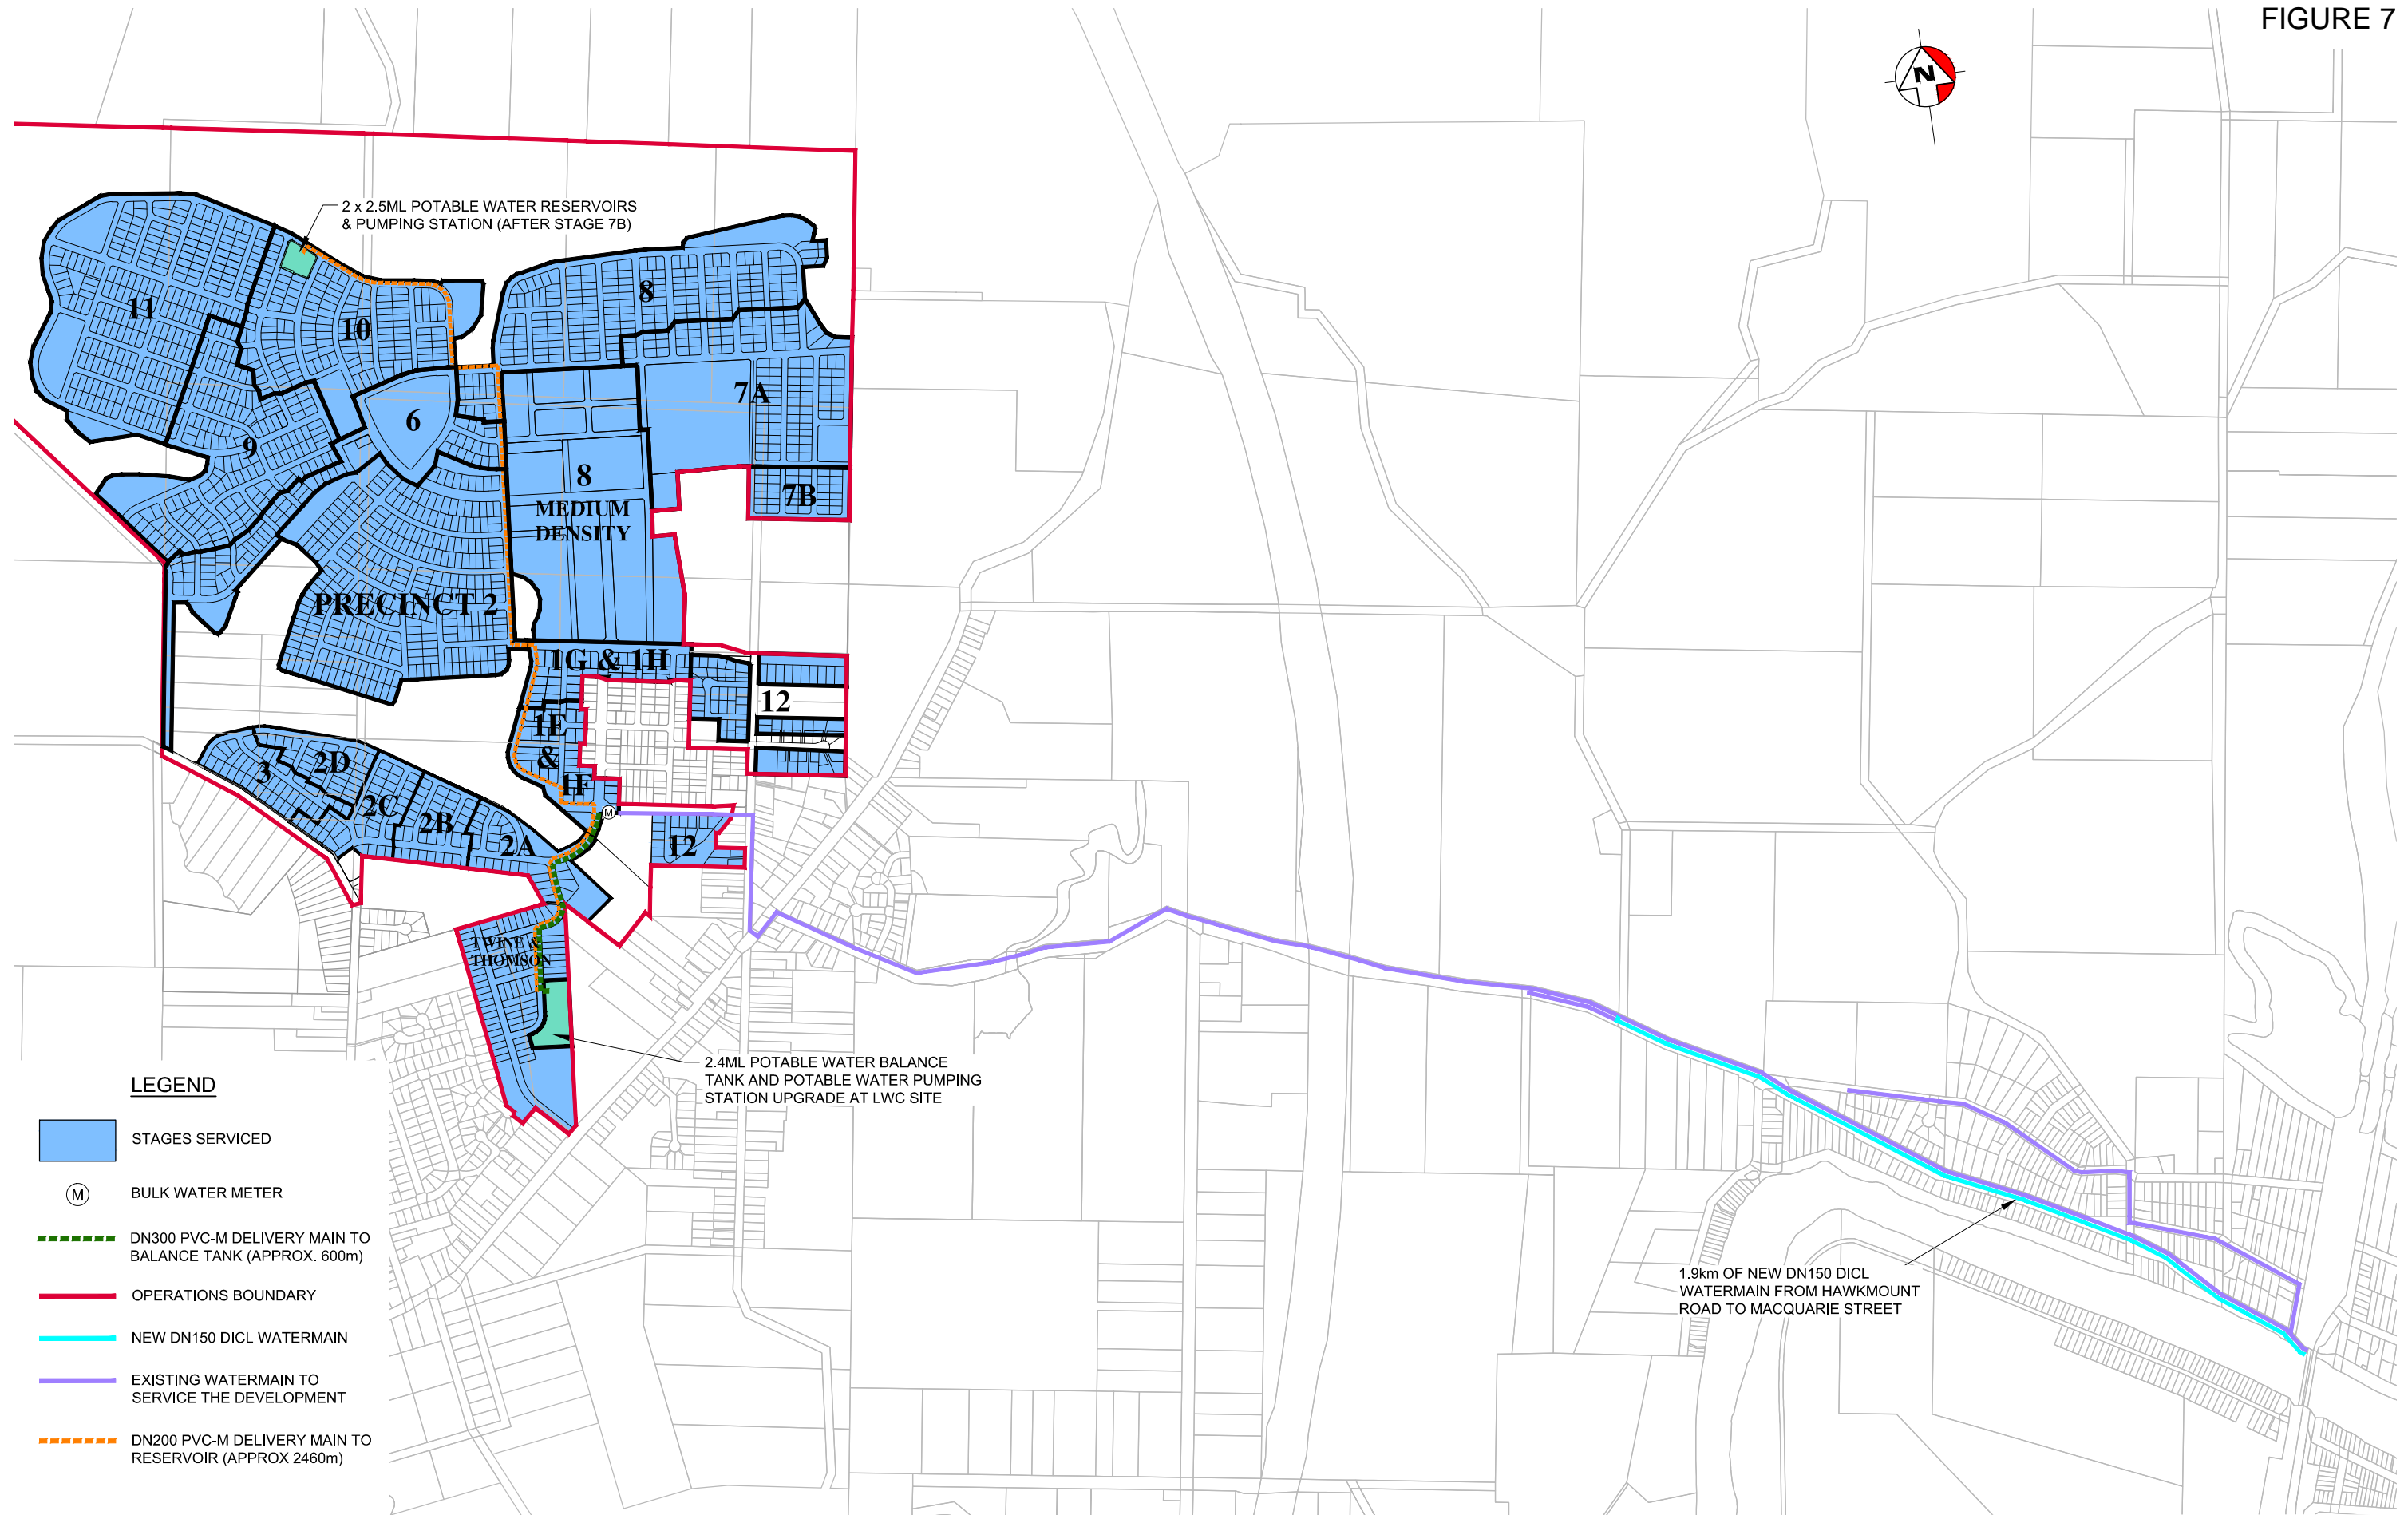 FIGURE 7
N
2 x 2.5ML POTABLE WATER RESERVOIRS
& PUMPING STATION (AFTER STAGE 7B)
11
10
8
7A
6
9
8
MEDIUM
DENSITY
7B
PRECINCT 2
1G & 1H
12
1E
&
1F
2D
3
2C
2B
2A
M
12
TWINE &
THOMSON
2.4ML POTABLE WATER BALANCE
TANK AND POTABLE WATER PUMPING
STATION UPGRADE AT LWC SITE
1.9km OF NEW DN150 DICL
WATERMAIN FROM HAWKMOUNT
ROAD TO MACQUARIE STREET
LEGEND
STAGES SERVICED
M
BULK WATER METER
DN300 PVC-M DELIVERY MAIN TO
BALANCE TANK (APPROX. 600m)
OPERATIONS BOUNDARY
NEW DN150 DICL WATERMAIN
EXISTING WATERMAIN TO
SERVICE THE DEVELOPMENT
DN200 PVC-M DELIVERY MAIN TO
RESERVOIR (APPROX 2460m)